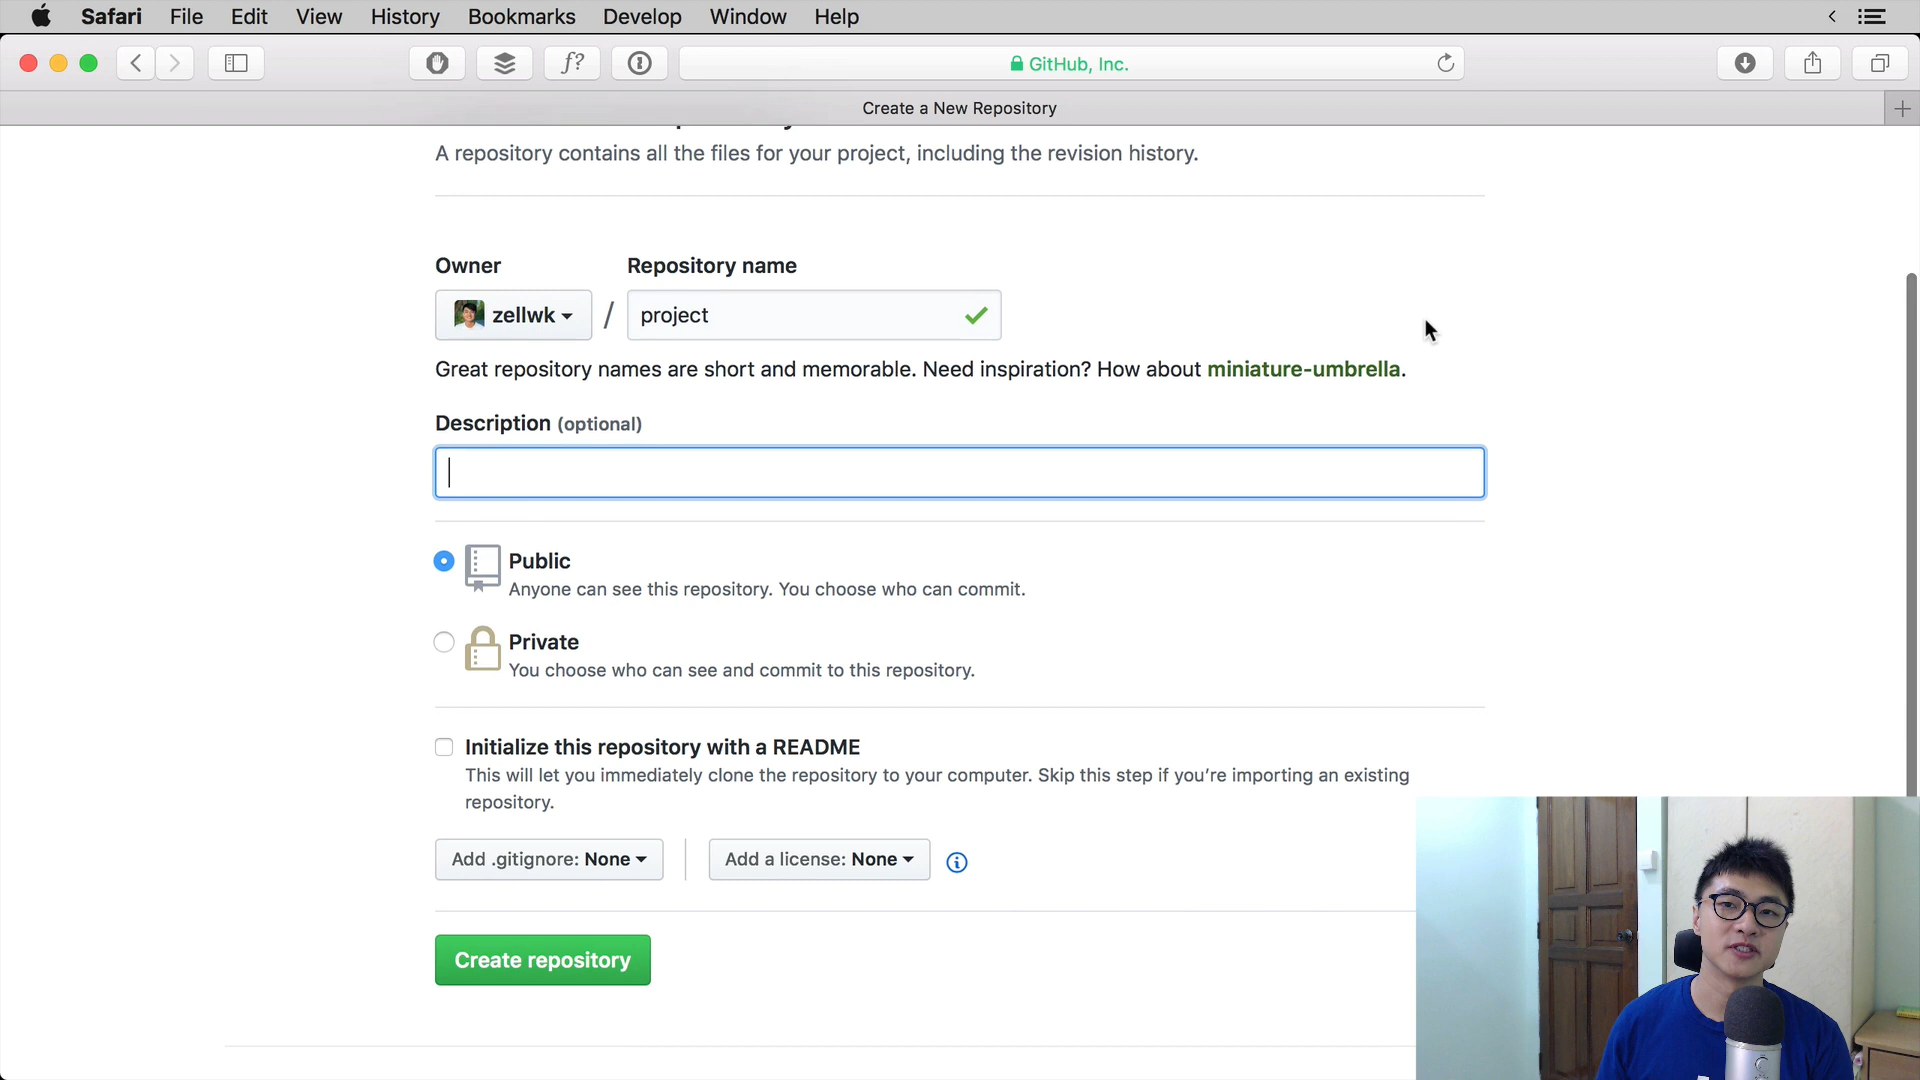 Safari File Edit View History Bookmarks Develop Window Help
f?
GitHub, Inc.
Create a New Repository
A repository contains all the files for your project, including the revision history.
Owner Repository name
zellwk / project
Great repository names are short and memorable. Need inspiration? How about miniature-umbrella.
Description (optional)
Public
Anyone can see this repository. You choose who can commit.
Private
You choose who can see and commit to this repository.
Initialize this repository with a README
This will let you immediately clone the repository to your computer. Skip this step if you’re importing an existing
repository.
Add .gitignore: None Add a license: None
Create repository